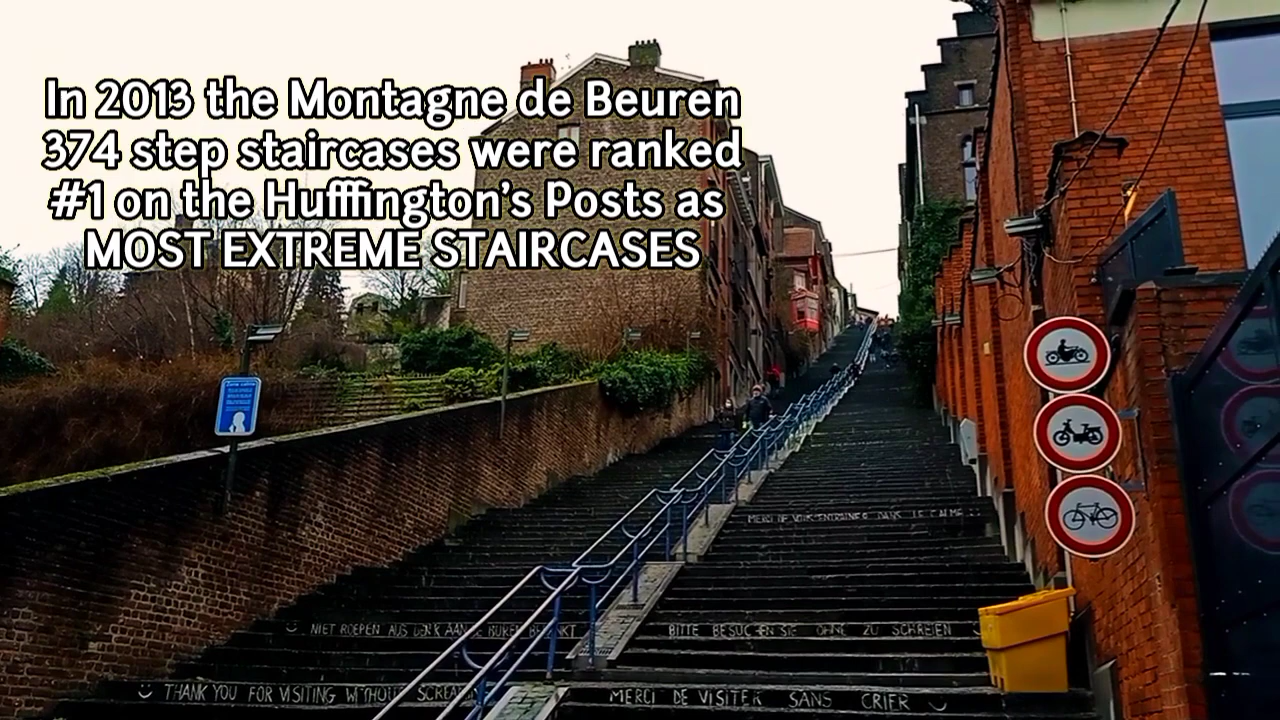 In 2013 the Montagne de Beuren
374 step staircases were ranked
#1 on the Hufffington's Posts as
MOST EXTREME STAIRCASES
MERCI DE VOUS ENTRAINER DANS LE CALME
NIET ROEPEN AUS DENK AAN DE BUREN BEDANKT
BITTE BESUCHEN SIE OHNE ZU SCHREIEN
THANK YOU FOR VISITING WITHOUT SCREAMING
MERCI DE VISITER SANS CRIER